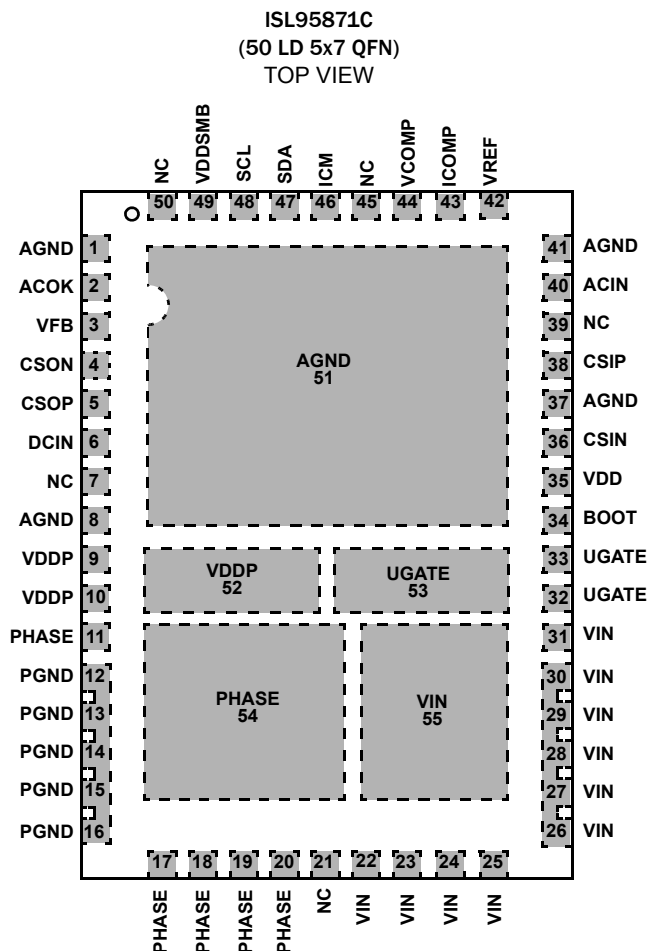 ISL95871C
(50 LD 5x7 QFN)
TOP VIEW
NC
VDDSMB
SCL
SDA
ICM
NC
VCOMP
ICOMP
VREF
50
49
48
47
46
45
44
43
42
AGND 1
ACOK 2
VFB 3
CSON 4
CSOP 5
DCIN 6
NC 7
AGND 8
VDDP 9
VDDP 10
PHASE 11
PGND 12
PGND 13
PGND 14
PGND 15
PGND 16
AGND
51
VDDP
52
UGATE
53
PHASE
54
VIN
55
41 AGND
40 ACIN
39 NC
38 CSIP
37 AGND
36 CSIN
35 VDD
34 BOOT
33 UGATE
32 UGATE
31 VIN
30 VIN
29 VIN
28 VIN
27 VIN
26 VIN
17
18
19
20
21
22
23
24
25
PHASE
PHASE
PHASE
PHASE
NC
VIN
VIN
VIN
VIN